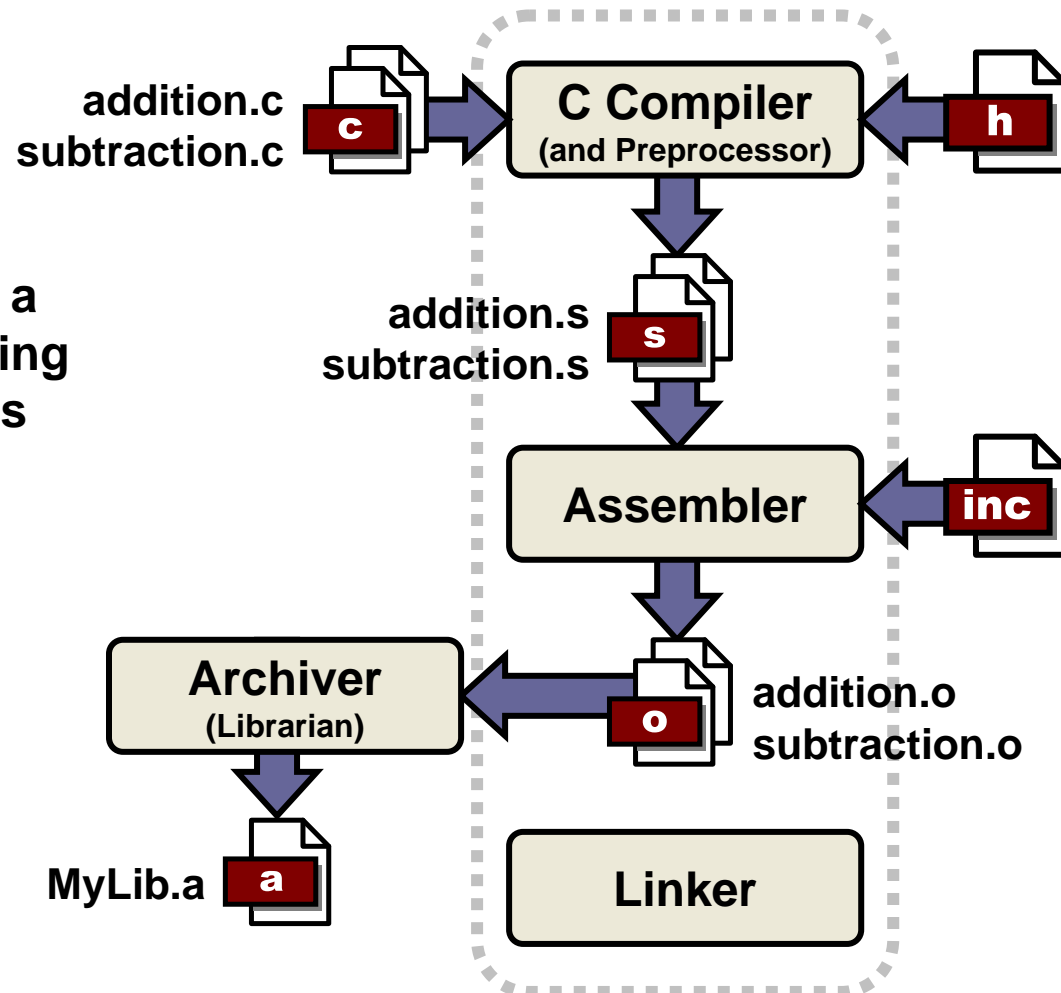 addition.c
subtraction.c
c
C Compiler
(and Preprocessor)
h
a
ing
s
addition.s
subtraction.s
s
Assembler
inc
Archiver
(Librarian)
o
addition.o
subtraction.o
MyLib.a
a
Linker